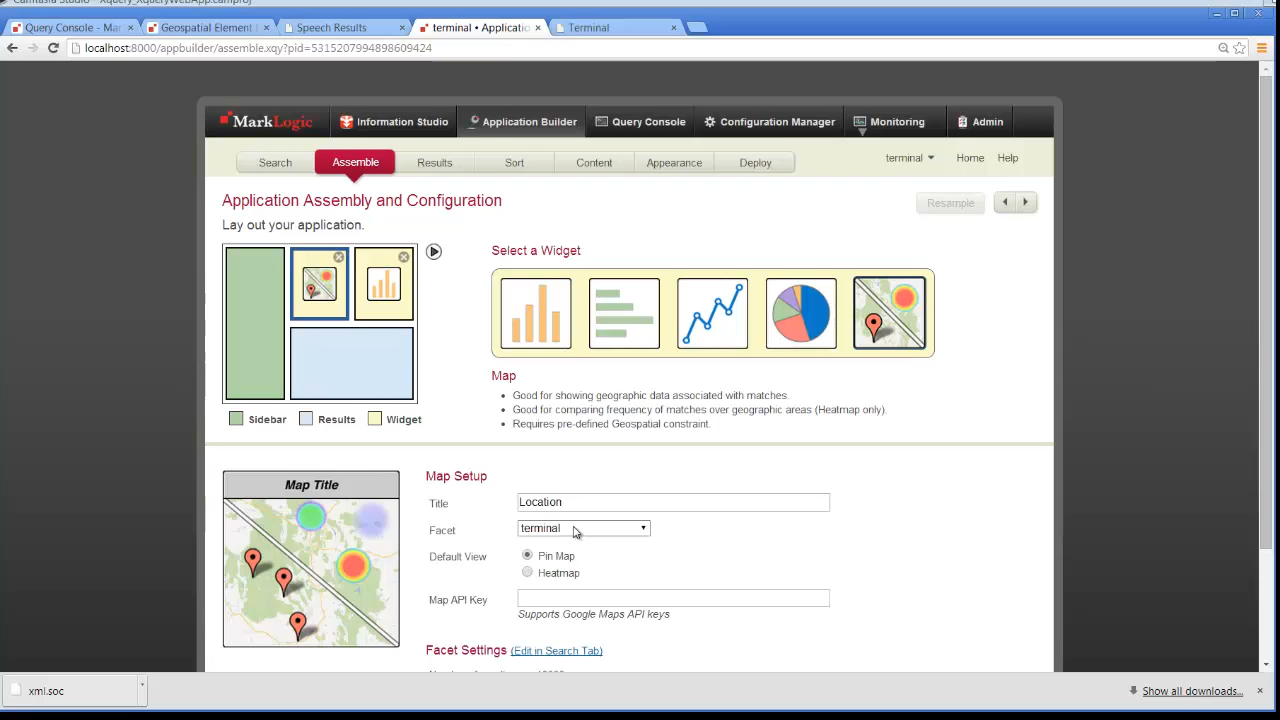 Camtasia Studio - Xquery_XqueryWebApp.camproj
Query Console - Mar
Geospatial Element
Speech Results
terminal • Applicatio
Terminal
localhost:8000/appbuilder/assemble.xqy?pid=5315207994898609424
MarkLogic
Information Studio
Application Builder
Query Console
Configuration Manager
Monitoring
Admin
Search
Assemble
Results
Sort
Content
Appearance
Deploy
terminal
Home
Help
Application Assembly and Configuration
Resample
Lay out your application.
Select a Widget
Map
• Good for showing geographic data associated with matches.
• Good for comparing frequency of matches over geographic areas (Heatmap only).
• Requires pre-defined Geospatial constraint.
Sidebar
Results
Widget
Map Title
Map Setup
Title
Location
Facet
terminal
Default View
Pin Map
Heatmap
Map API Key
Supports Google Maps API keys
Facet Settings (Edit in Search Tab)
xml.soc
Show all downloads...